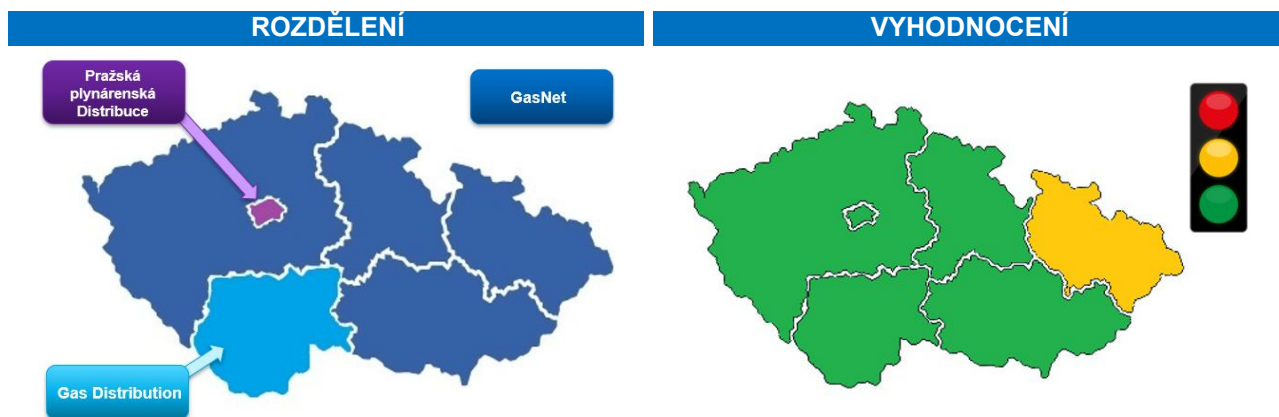 ROZDĚLENÍ
VYHODNOCENÍ
Pražská
plynárenská
Distribuce
GasNet
Gas Distribution